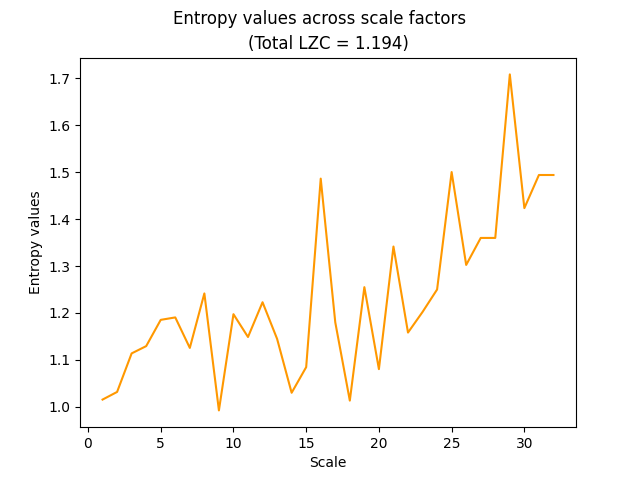 Entropy values across scale factors
(Total LZC = 1.194)
1.7
1.6
1.5
1.4
1.3
1.2
1.1
1.0
Entropy values
0 5 10 15 20 25 30
Scale